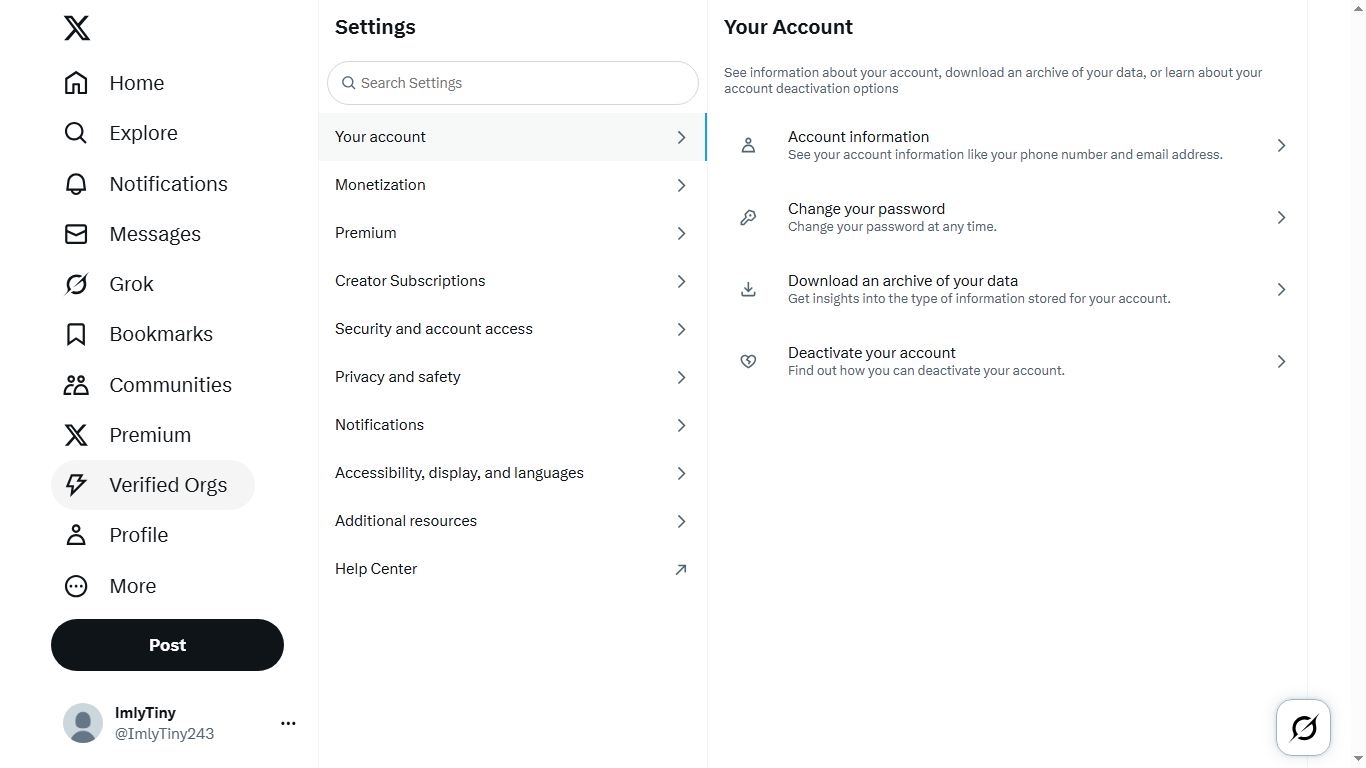 Home
Explore
Notifications
Messages
Grok
Bookmarks
Communities
Premium
Verified Orgs
Profile
More
Post
ImlyTiny
@ImlyTiny243
Settings
Search Settings
Your account
Monetization
Premium
Creator Subscriptions
Security and account access
Privacy and safety
Notifications
Accessibility, display, and languages
Additional resources
Help Center
Your Account
See information about your account, download an archive of your data, or learn about your
account deactivation options
Account information
See your account information like your phone number and email address.
Change your password
Change your password at any time.
Download an archive of your data
Get insights into the type of information stored for your account.
Deactivate your account
Find out how you can deactivate your account.